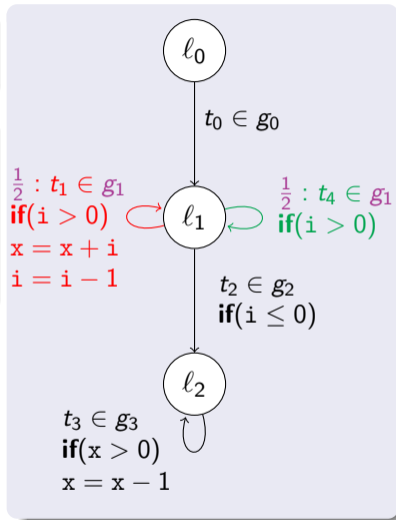 ℓ₀
t₀ ∈ g₀
½ : t₁ ∈ g₁
if(i > 0)
x = x + i
i = i − 1
ℓ₁
½ : t₄ ∈ g₁
if(i > 0)
t₂ ∈ g₂
if(i ≤ 0)
ℓ₂
t₃ ∈ g₃
if(x > 0)
x = x − 1